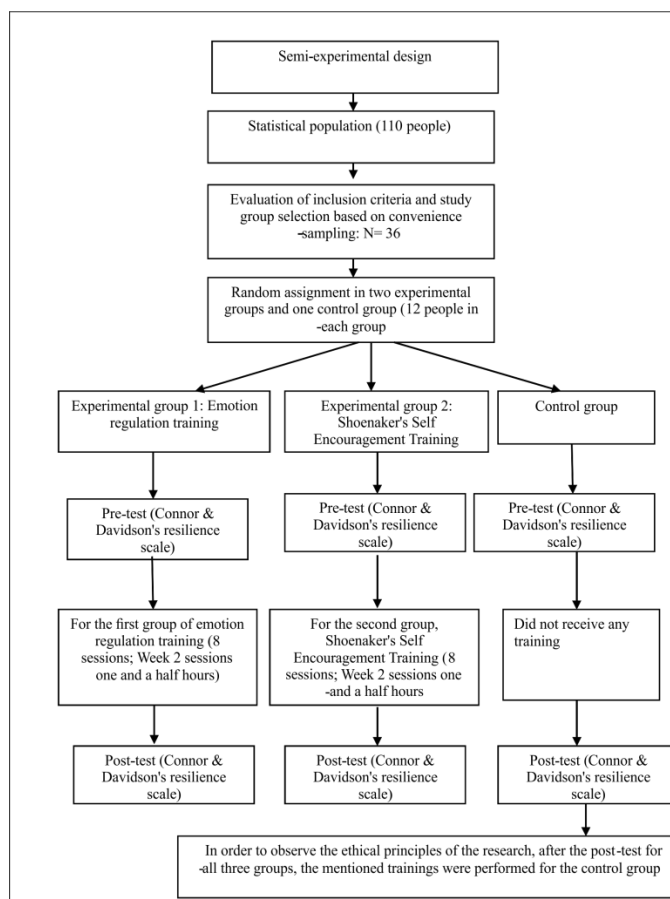 Semi-experimental design
Statistical population (110 people)
Evaluation of inclusion criteria and study
group selection based on convenience
-sampling: N= 36
Random assignment in two experimental
groups and one control group (12 people in
-each group
Experimental group 1: Emotion
regulation training
Experimental group 2:
Shoenaker's Self
Encouragement Training
Control group
Pre-test (Connor &
Davidson's resilience
scale)
Pre-test (Connor &
Davidson's resilience
scale)
Pre-test (Connor &
Davidson's resilience
scale)
For the first group of emotion
regulation training (8
sessions; Week 2 sessions
one and a half hours)
For the second group,
Shoenaker's Self
Encouragement Training (8
sessions; Week 2 sessions one
-and a half hours
Did not receive any
training
Post-test (Connor &
Davidson's resilience
scale)
Post-test (Connor &
Davidson's resilience
scale)
Post-test (Connor &
Davidson's resilience
scale)
In order to observe the ethical principles of the research, after the post-test for
-all three groups, the mentioned trainings were performed for the control group